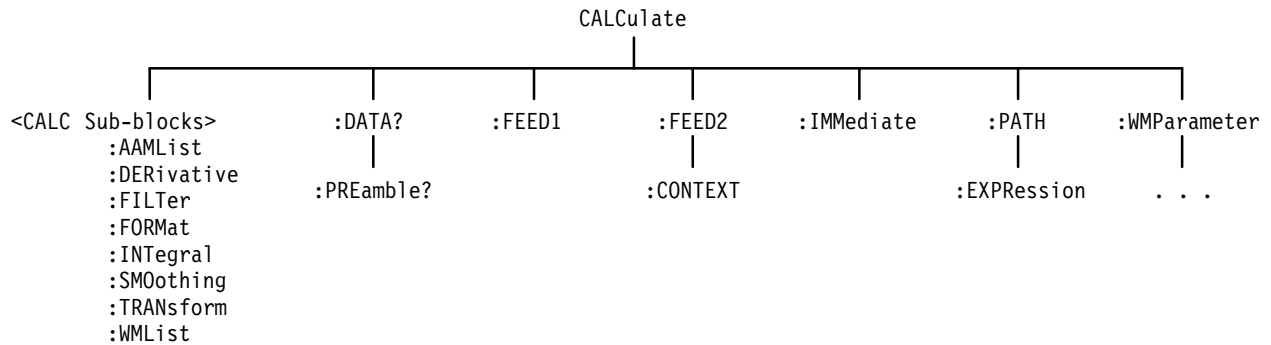 CALCulate
<CALC Sub-blocks> :DATA? :FEED1 :FEED2 :IMMediate :PATH :WMParameter
:AAMList
:DERivative
:PREamble? :CONTEXT :EXPRession . . .
:FILTer
:FORMat
:INTegral
:SMOothing
:TRANsform
:WMList